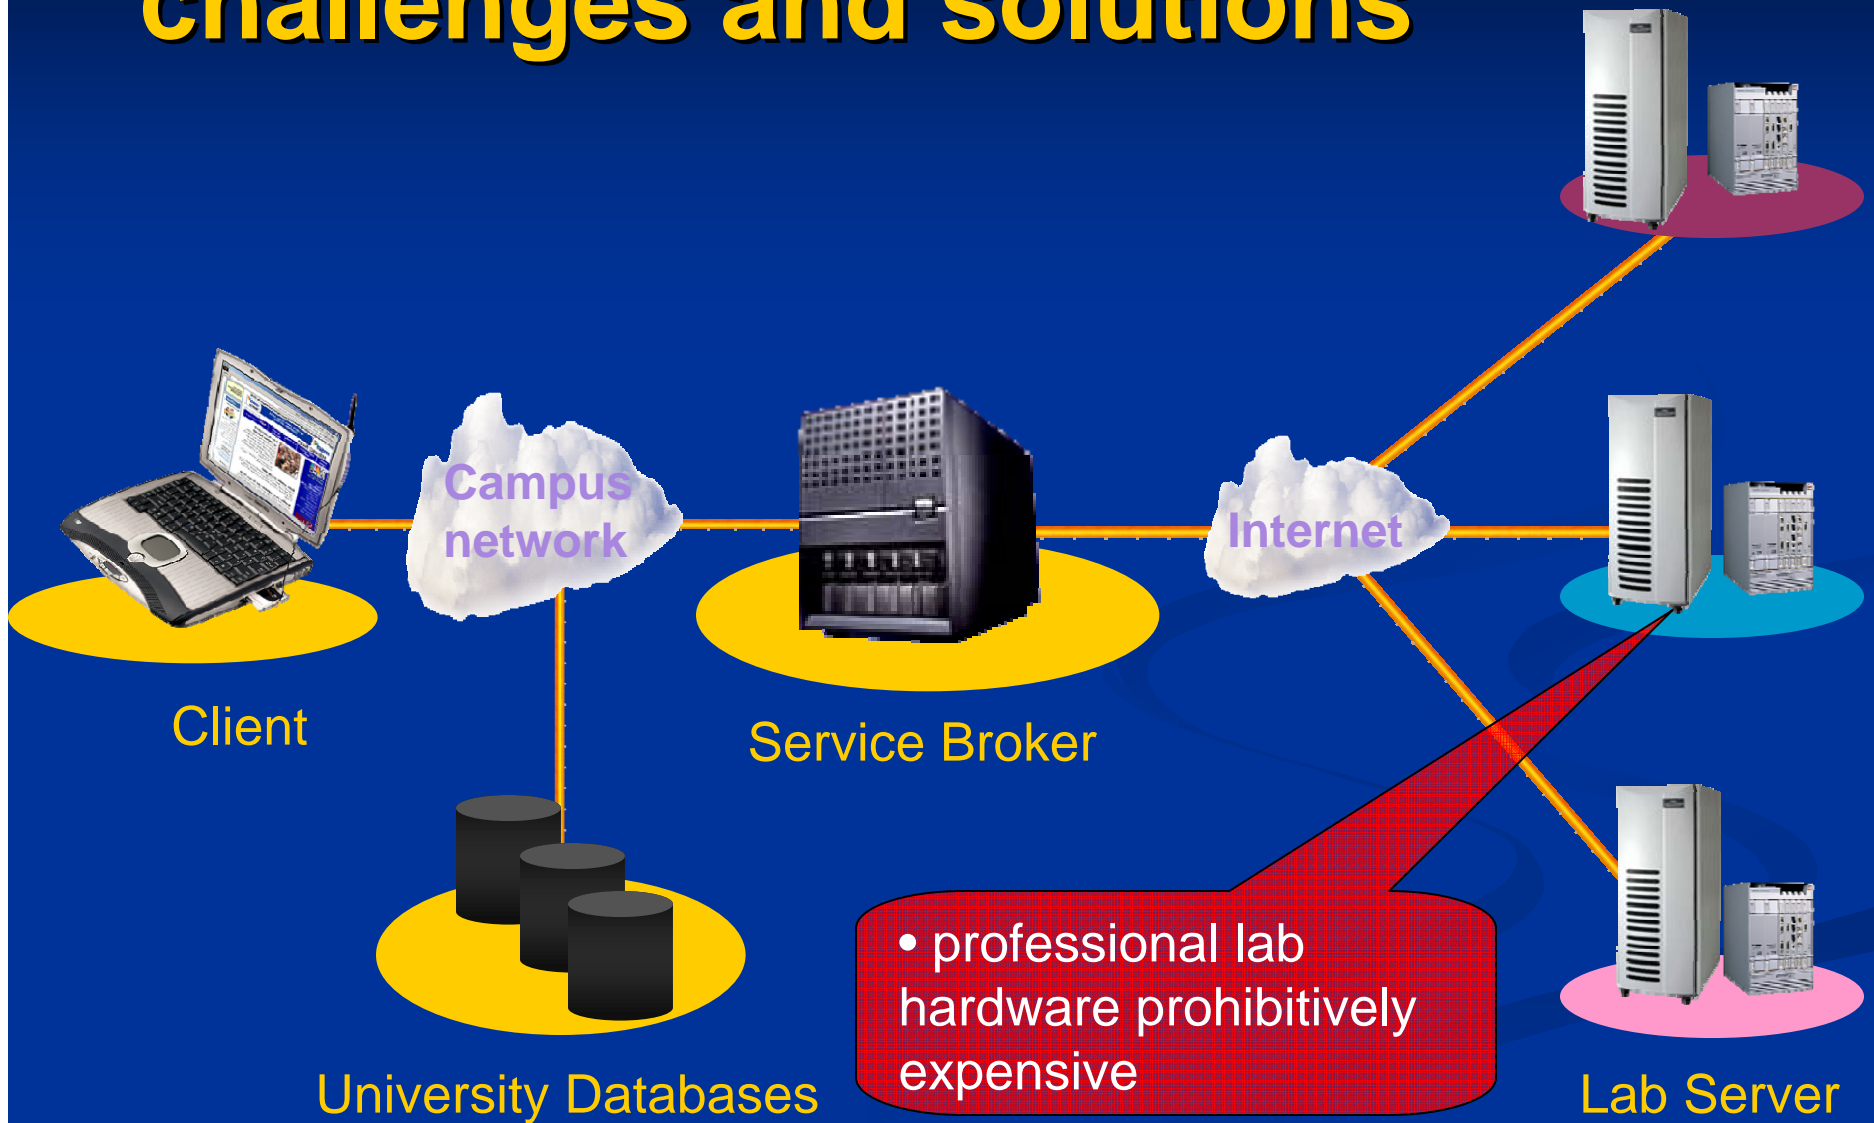 challenges and solutions
Campus
network
Internet
Client
Service Broker
• professional lab
hardware prohibitively
expensive
University Databases
Lab Server